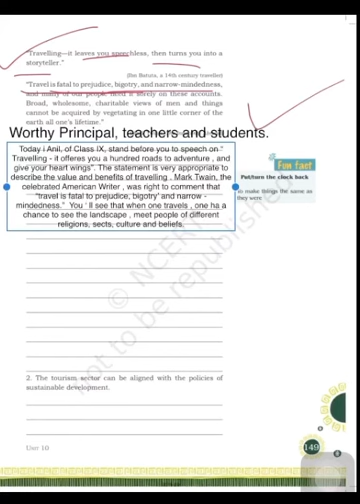 "Travelling—it leaves you speechless, then turns you into a
storyteller."
(Ibn Batuta, a 14th century traveller)
"Travel is fatal to prejudice, bigotry, and narrow-mindedness,
and many of our people need it sorely on these accounts.
Broad, wholesome, charitable views of men and things
cannot be acquired by vegetating in one little corner of the
earth all one's lifetime."
Worthy Principal, teachers and students.
Today i Anil, of Class IX, stand before you to speech on "
Travelling - it offeres you a hundred roads to adventure , and
give your heart wings". The statement is very appropriate to
describe the value and benefits of travelling . Mark Twain, the
celebrated American Writer , was right to comment that
"travel is fatal to prejudice, bigotry' and narrow -
mindedness." You 'll see that when one travels , one ha a
chance to see the landscape , meet people of different
religions, sects, culture and beliefs.
Fun fact
Put/turn the clock back
to make things the same as
they were
© NCERT
not to be republished
2. The tourism sector can be aligned with the policies of
sustainable development.
UNIT 10
149